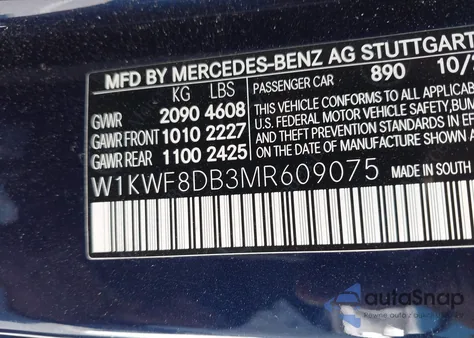 MFD BY MERCEDES-BENZ AG STUTTGART
KG LBS
GVWR 2090 4608
GAWR FRONT 1010 2227
GAWR REAR 1100 2425
PASSENGER CAR 890 10/
THIS VEHICLE CONFORMS TO ALL
U.S. FEDERAL MOTOR VEHICLE SAFETY, BUM
AND THEFT PREVENTION STANDARDS IN EF
ON THE DATE OF MANUFACTURE SHOWN AB
W1KWF8DB3MR609075 MADE IN SOUTH
autoSnap